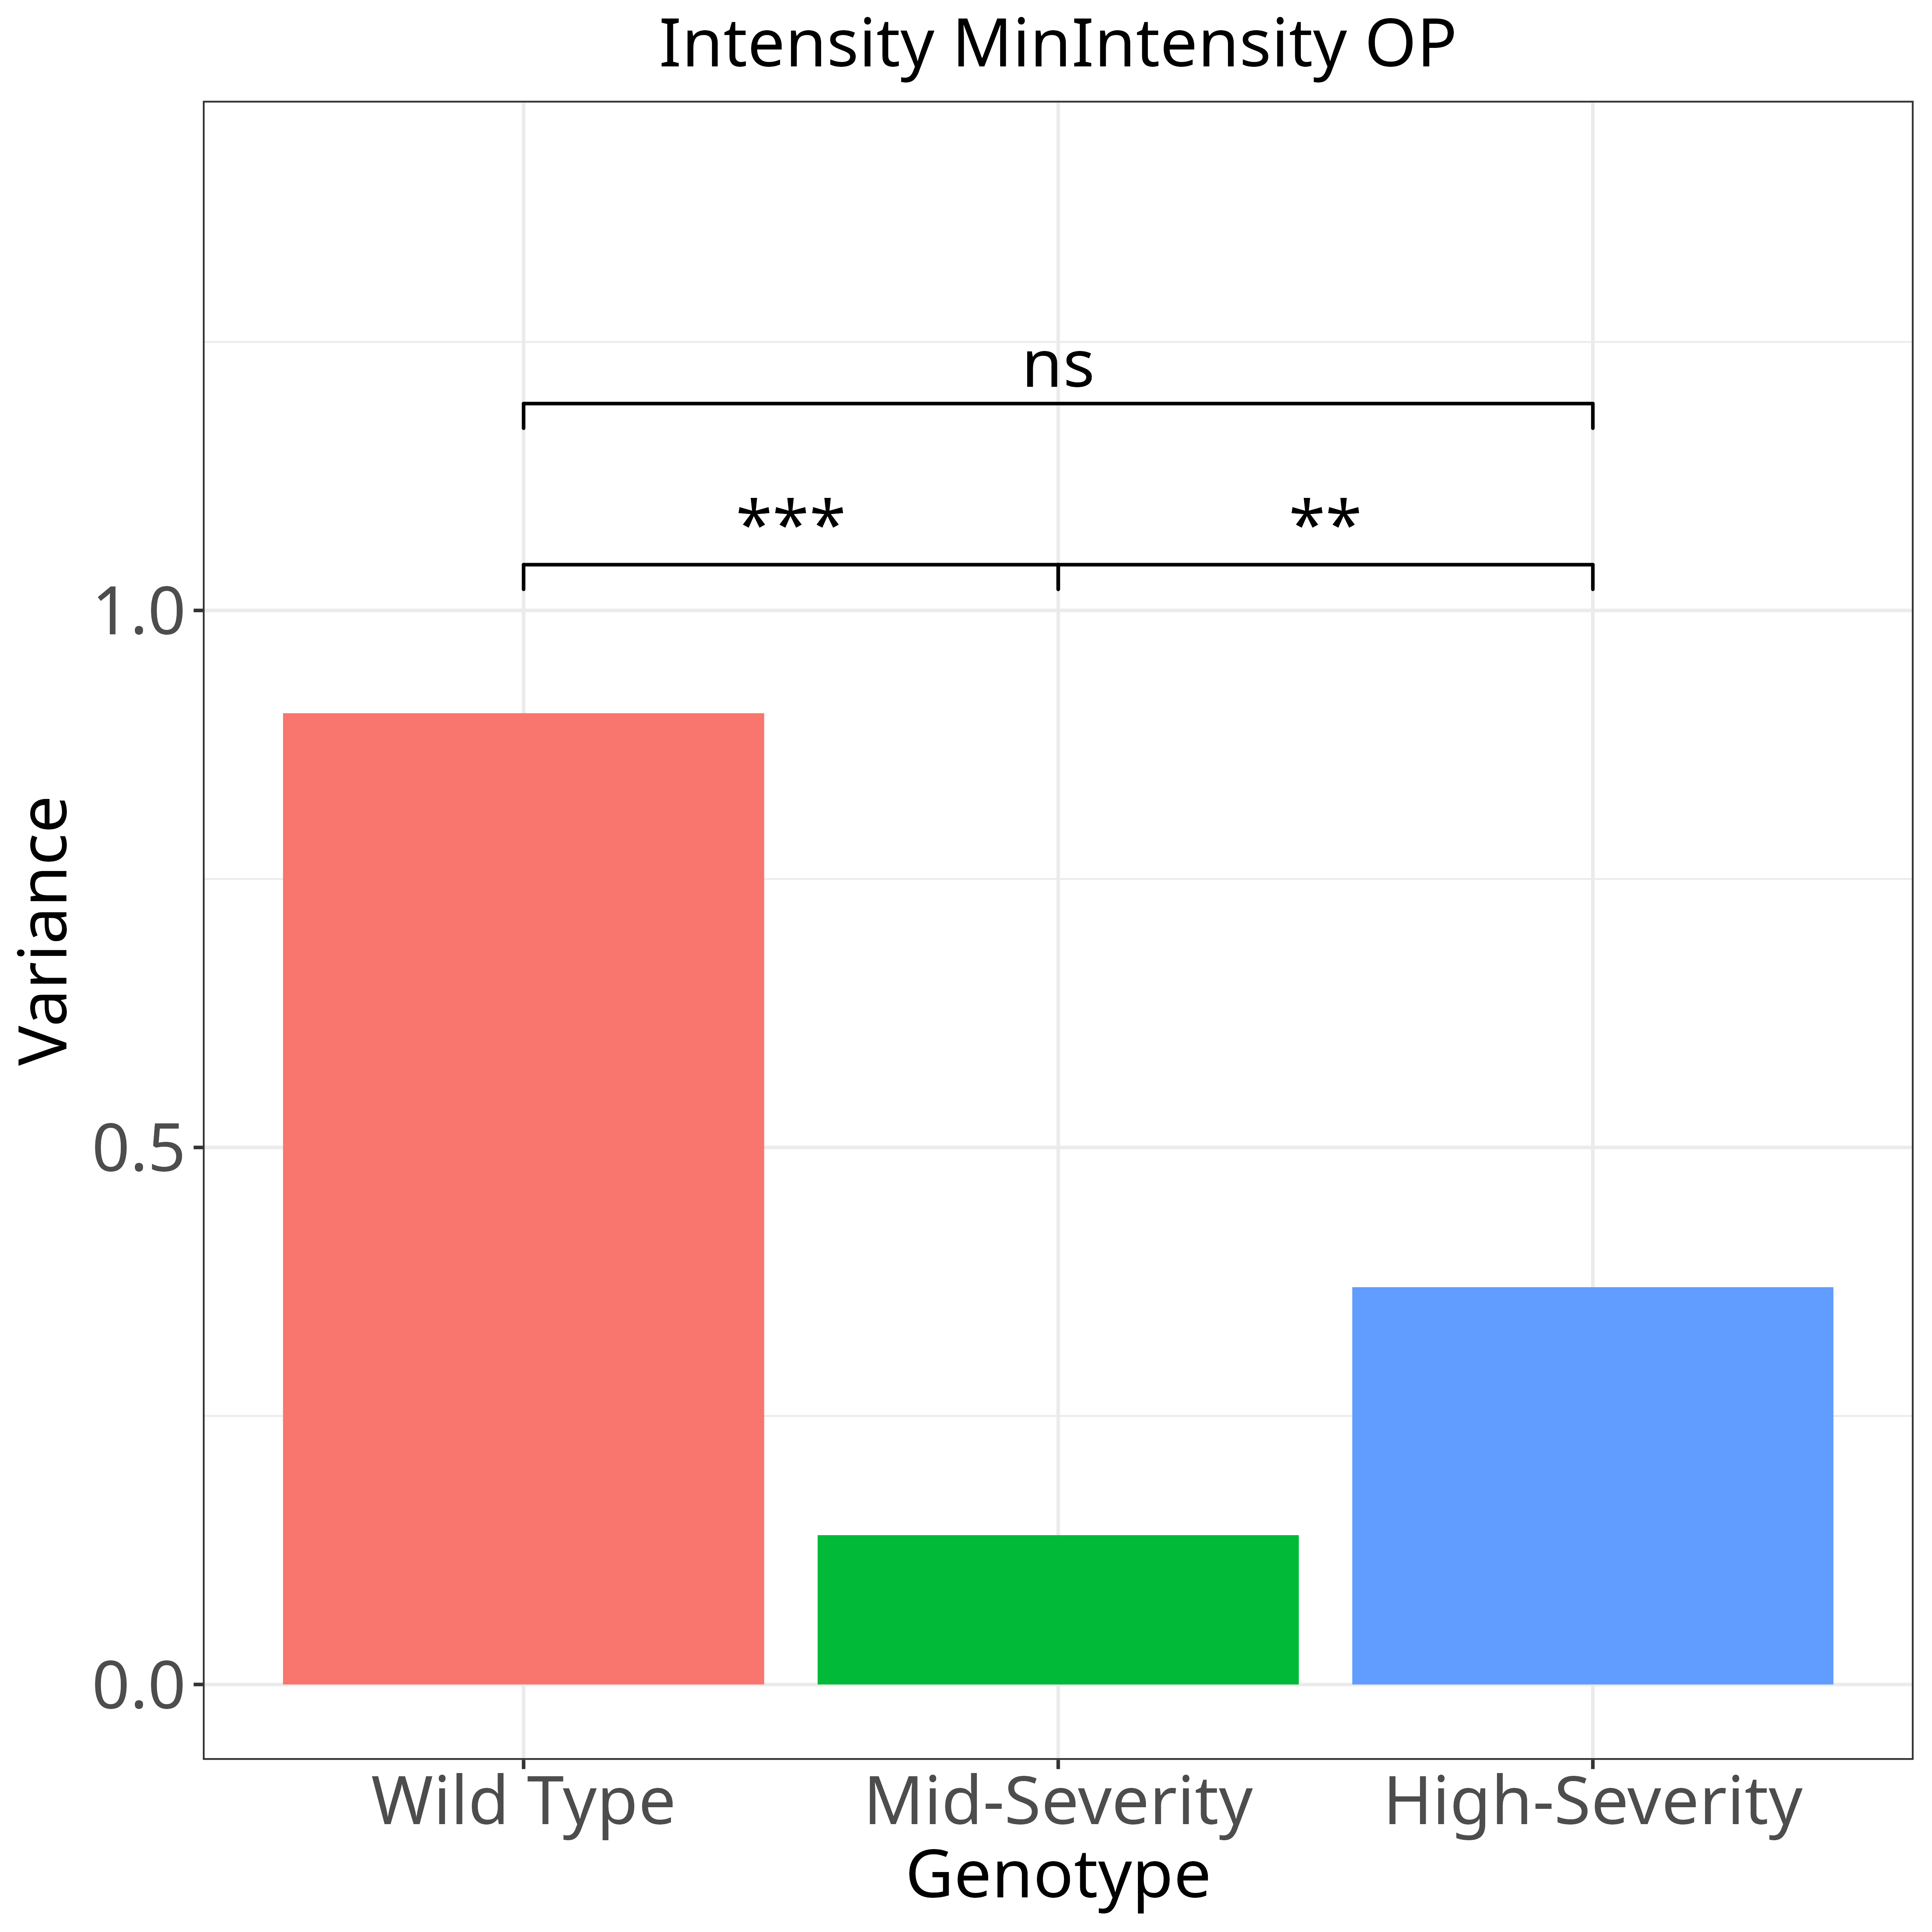 Intensity MinIntensity OP
ns
*** **
1.0
0.5
0.0
Variance
Wild Type Mid-Severity High-Severity
Genotype